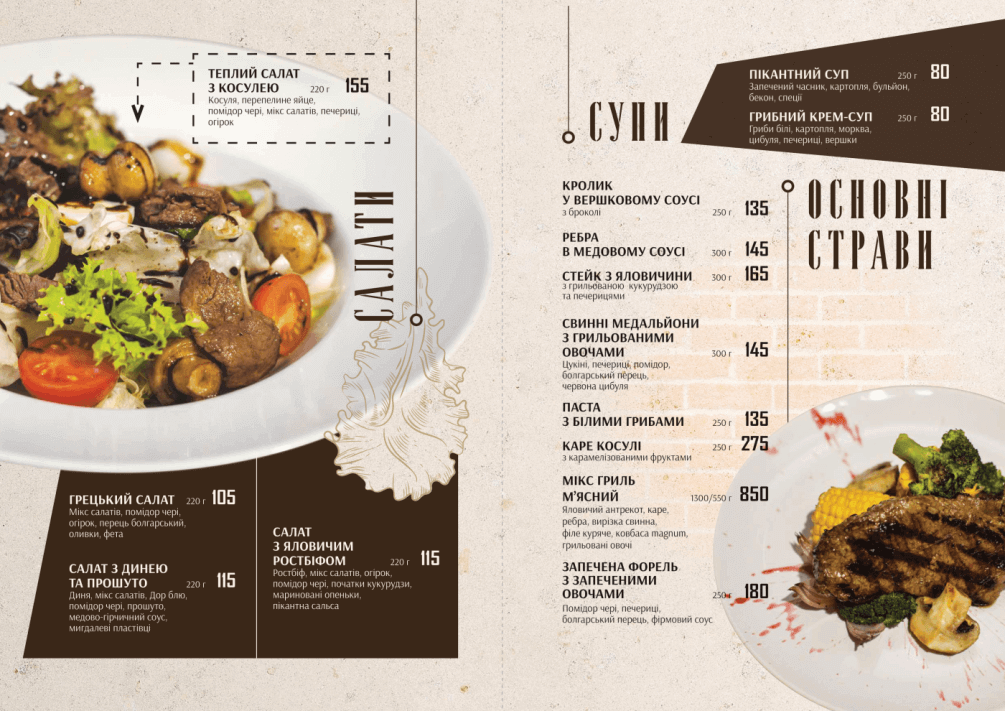 ТЕПЛИЙ САЛАТ
З КОСУЛЕЮ 220 г 155
Косуля, перепелине яйце,
помідор чері, мікс салатів, печериці,
огірок
САЛАТИ
ГРЕЦЬКИЙ САЛАТ 220 г 105
Мікс салатів, помідор чері,
огірок, перець болгарський,
оливки, фета
САЛАТ З ДИНЕЮ
ТА ПРОШУТО 220 г 115
Диня, мікс салатів, Дор блю,
помідор чері, прошуто,
медово-гірчичний соус,
мигдалеві пластівці
САЛАТ
З ЯЛОВИЧИМ
РОСТБІФОМ 220 г 115
Ростбіф, мікс салатів, огірок,
помідор чері, початки кукурудзи,
мариновані опеньки,
пікантна сальса
СУПИ
ПІКАНТНИЙ СУП 250 г 80
Запечений часник, картопля, бульйон,
бекон, спеції
ГРИБНИЙ КРЕМ-СУП 250 г 80
Гриби білі, картопля, морква,
цибуля, печериці, вершки
ОСНОВНІ
СТРАВИ
КРОЛИК
У ВЕРШКОВОМУ СОУСІ
з броколі 250 г 135
РЕБРА
В МЕДОВОМУ СОУСІ 300 г 145
СТЕЙК З ЯЛОВИЧИНИ 300 г 165
з грильованою кукурудзою
та печерицями
СВИННІ МЕДАЛЬЙОНИ
З ГРИЛЬОВАНИМИ
ОВОЧАМИ 300 г 145
Цукіні, печериці, помідор,
болгарський перець,
червона цибуля
ПАСТА
З БІЛИМИ ГРИБАМИ 250 г 135
КАРЕ КОСУЛІ 250 г 275
з карамелізованими фруктами
МІКС ГРИЛЬ
М'ЯСНИЙ 1300/550 г 850
Яловичий антрекот, каре,
ребра, вирізка свинна,
філе куряче, ковбаса magnum,
грильовані овочі
ЗАПЕЧЕНА ФОРЕЛЬ
З ЗАПЕЧЕНИМИ
ОВОЧАМИ 250г 180
Помідор чері, печериці,
болгарський перець, фірмовий соус